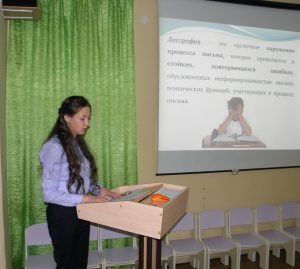 Дисграфия – это частичное нарушение
процесса письма, которое проявляется в
стойких, повторяющихся ошибках,
обусловленных несформированностью высших
психических функций, участвующих в процессе
письма.